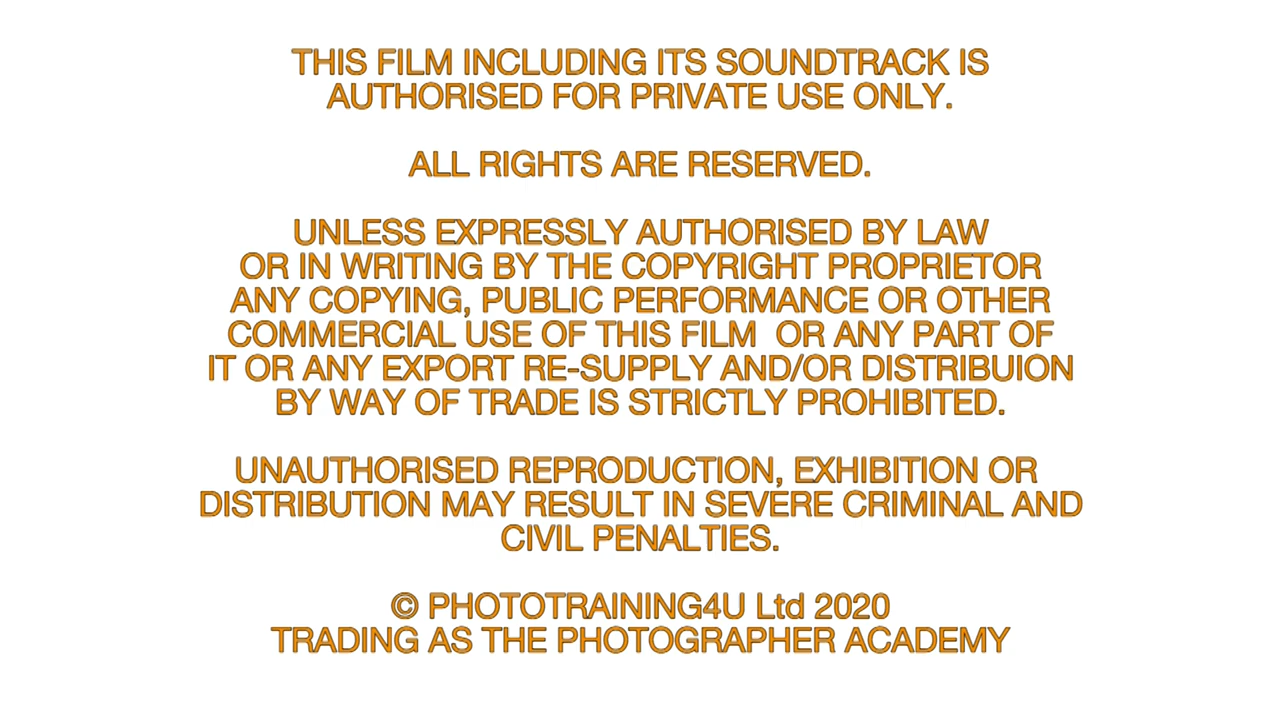 THIS FILM INCLUDING ITS SOUNDTRACK IS
AUTHORISED FOR PRIVATE USE ONLY.
ALL RIGHTS ARE RESERVED.
UNLESS EXPRESSLY AUTHORISED BY LAW
OR IN WRITING BY THE COPYRIGHT PROPRIETOR
ANY COPYING, PUBLIC PERFORMANCE OR OTHER
COMMERCIAL USE OF THIS FILM  OR ANY PART OF
IT OR ANY EXPORT RE-SUPPLY AND/OR DISTRIBUION
BY WAY OF TRADE IS STRICTLY PROHIBITED.
UNAUTHORISED REPRODUCTION, EXHIBITION OR
DISTRIBUTION MAY RESULT IN SEVERE CRIMINAL AND
CIVIL PENALTIES.
© PHOTOTRAINING4U Ltd 2020
TRADING AS THE PHOTOGRAPHER ACADEMY